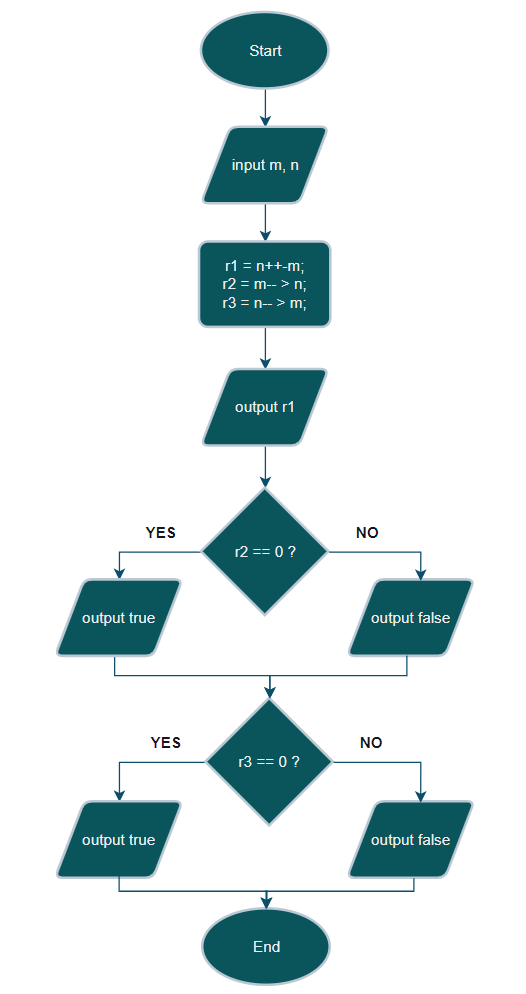 Start
input m, n
r1 = n++-m;
r2 = m-- > n;
r3 = n-- > m;
output r1
YES
NO
r2 == 0 ?
output true
output false
YES
NO
r3 == 0 ?
output true
output false
End